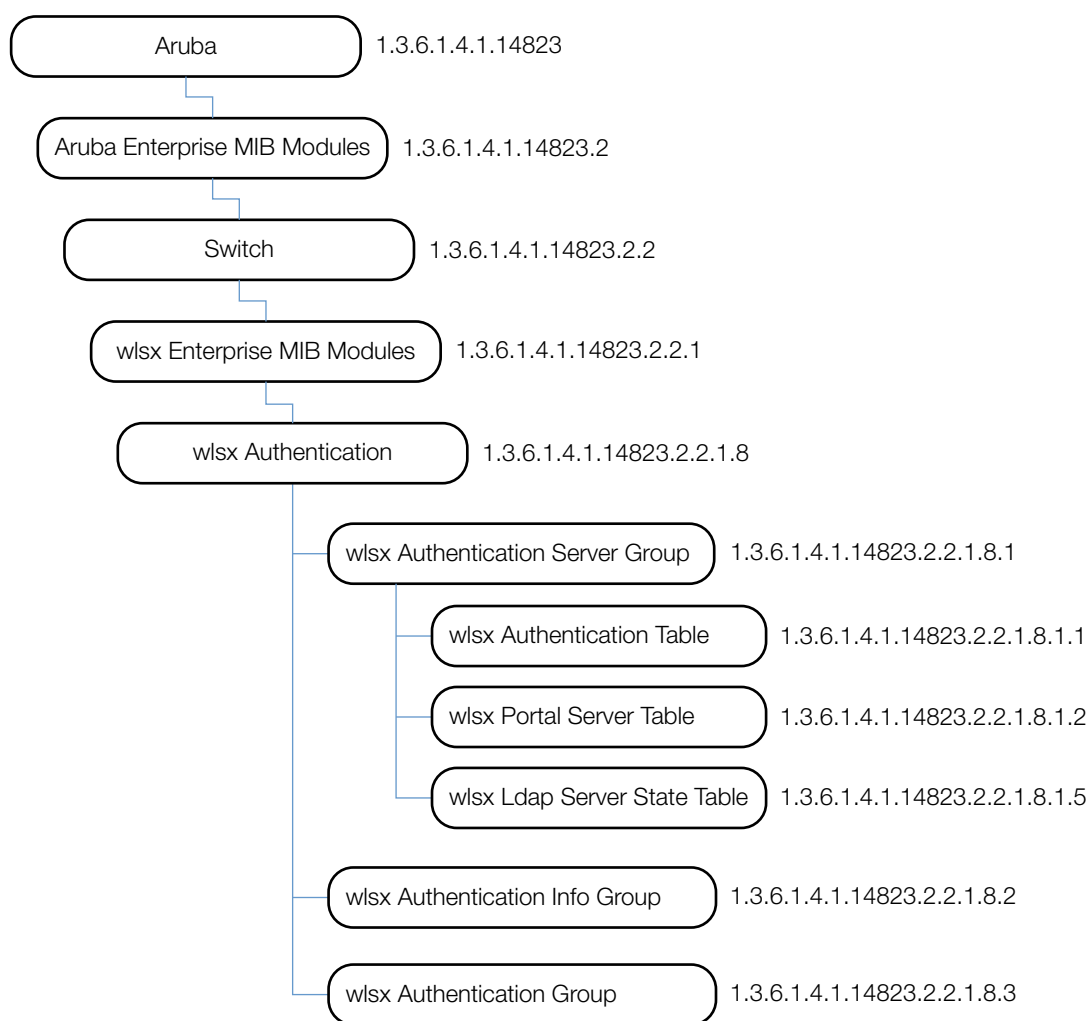 Aruba 1.3.6.1.4.1.14823
Aruba Enterprise MIB Modules 1.3.6.1.4.1.14823.2
Switch 1.3.6.1.4.1.14823.2.2
wlsx Enterprise MIB Modules 1.3.6.1.4.1.14823.2.2.1
wlsx Authentication 1.3.6.1.4.1.14823.2.2.1.8
wlsx Authentication Server Group 1.3.6.1.4.1.14823.2.2.1.8.1
wlsx Authentication Table 1.3.6.1.4.1.14823.2.2.1.8.1.1
wlsx Portal Server Table 1.3.6.1.4.1.14823.2.2.1.8.1.2
wlsx Ldap Server State Table 1.3.6.1.4.1.14823.2.2.1.8.1.5
wlsx Authentication Info Group 1.3.6.1.4.1.14823.2.2.1.8.2
wlsx Authentication Group 1.3.6.1.4.1.14823.2.2.1.8.3